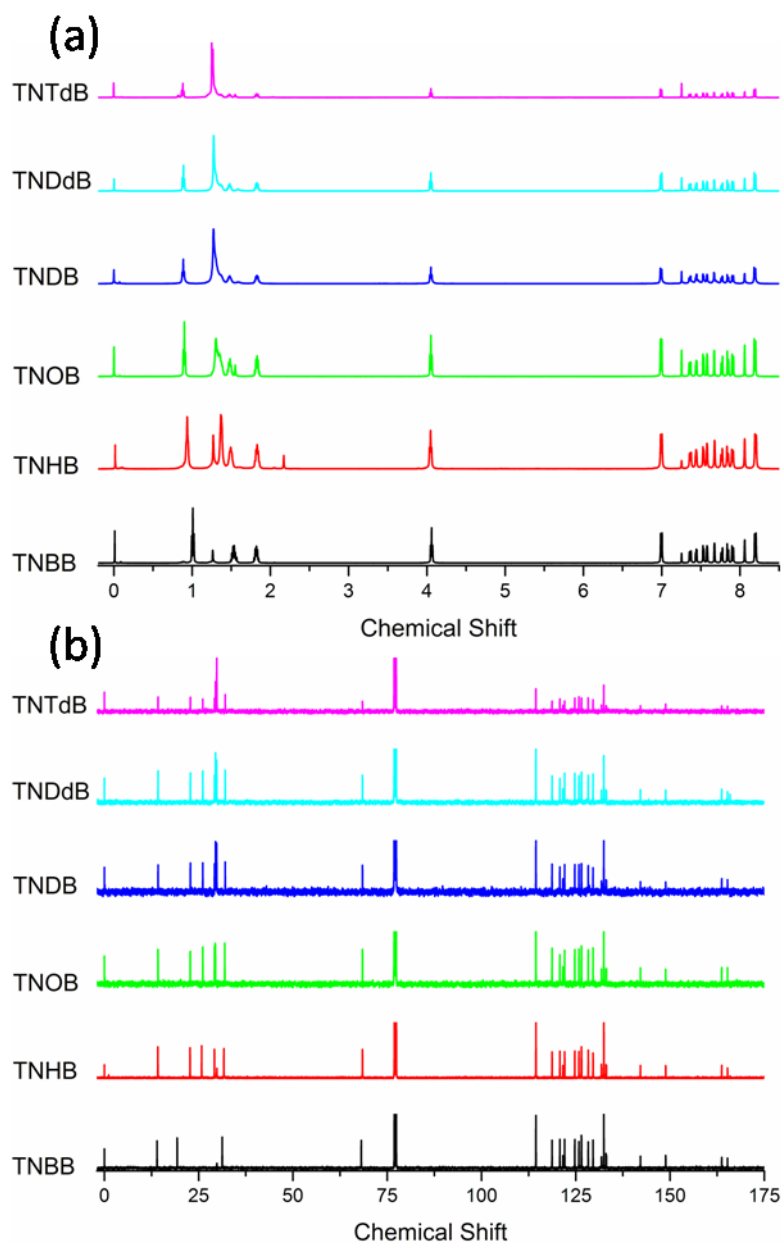 (a)
TNTdB
TNDdB
TNDB
TNOB
TNHB
TNBB
0 1 2 3 4 5 6 7 8
Chemical Shift
(b)
TNTdB
TNDdB
TNDB
TNOB
TNHB
TNBB
0 25 50 75 100 125 150 175
Chemical Shift